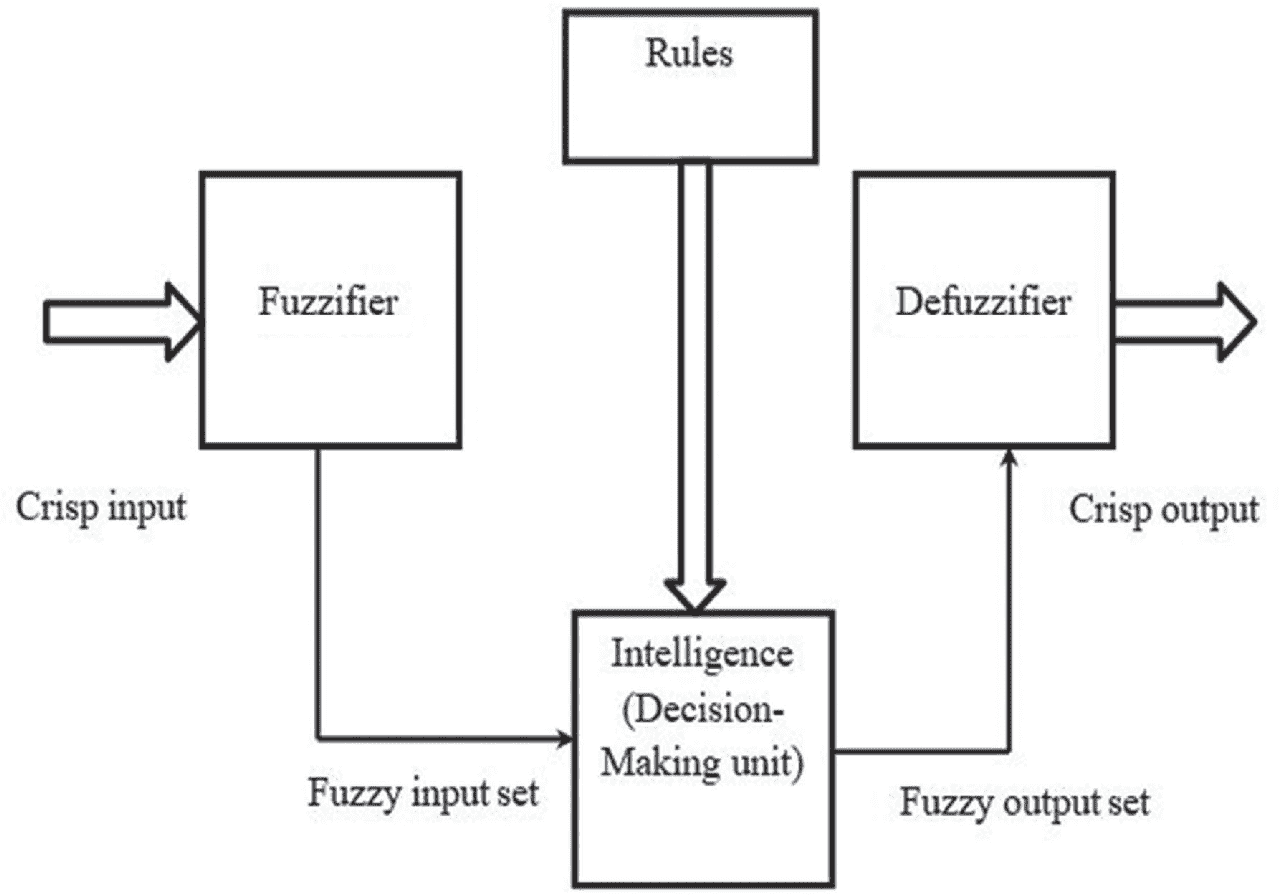 Rules
Fuzzifier
Defuzzifier
Crisp input
Crisp output
Intelligence
(Decision-
Making unit)
Fuzzy input set
Fuzzy output set